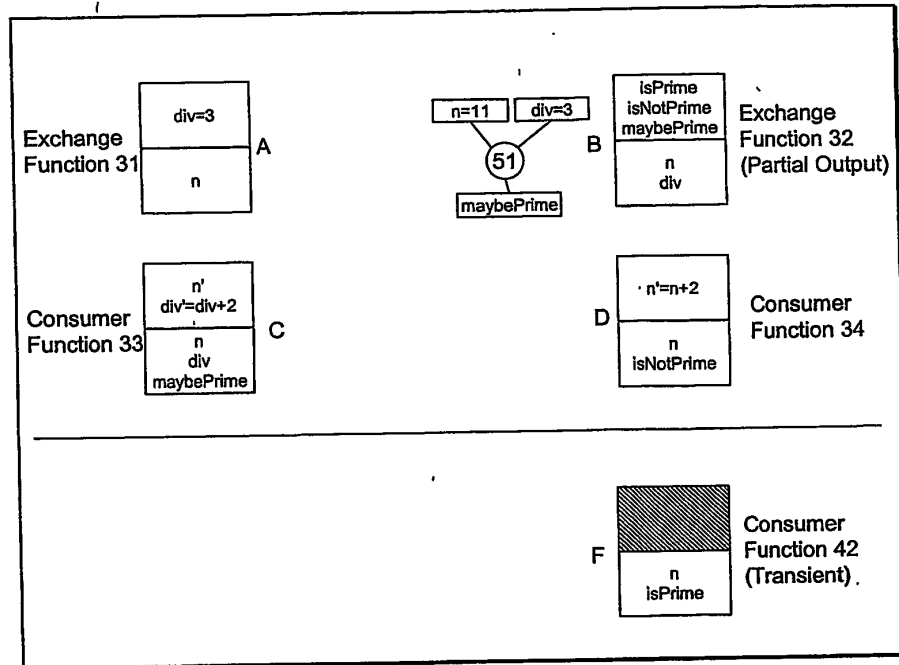 Exchange
Function 31
div=3
n
A
n=11
div=3
51
maybePrime
B
isPrime
isNotPrime
maybePrime
n
div
Exchange
Function 32
(Partial Output)
Consumer
Function 33
n'
div'=div+2
n
div
maybePrime
C
D
n'=n+2
n
isNotPrime
Consumer
Function 34
F
n
isPrime
Consumer
Function 42
(Transient)